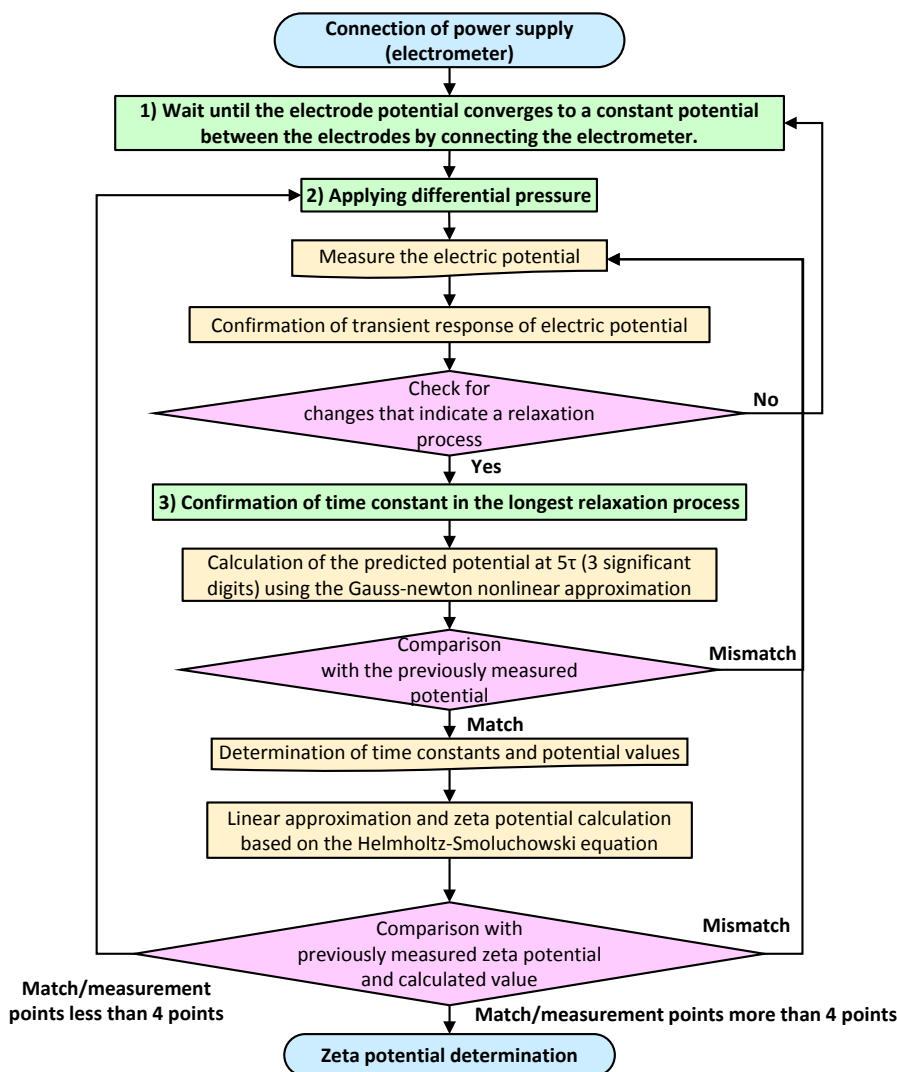 Connection of power supply
(electrometer)
1) Wait until the electrode potential converges to a constant potential
between the electrodes by connecting the electrometer.
2) Applying differential pressure
Measure the electric potential
Confirmation of transient response of electric potential
Check for
changes that indicate a relaxation
process
No
Yes
3) Confirmation of time constant in the longest relaxation process
Calculation of the predicted potential at 5τ (3 significant
digits) using the Gauss-newton nonlinear approximation
Comparison
with the previously measured
potential
Mismatch
Match
Determination of time constants and potential values
Linear approximation and zeta potential calculation
based on the Helmholtz-Smoluchowski equation
Comparison with
previously measured zeta potential
and calculated value
Mismatch
Match/measurement
points less than 4 points
Match/measurement points more than 4 points
Zeta potential determination